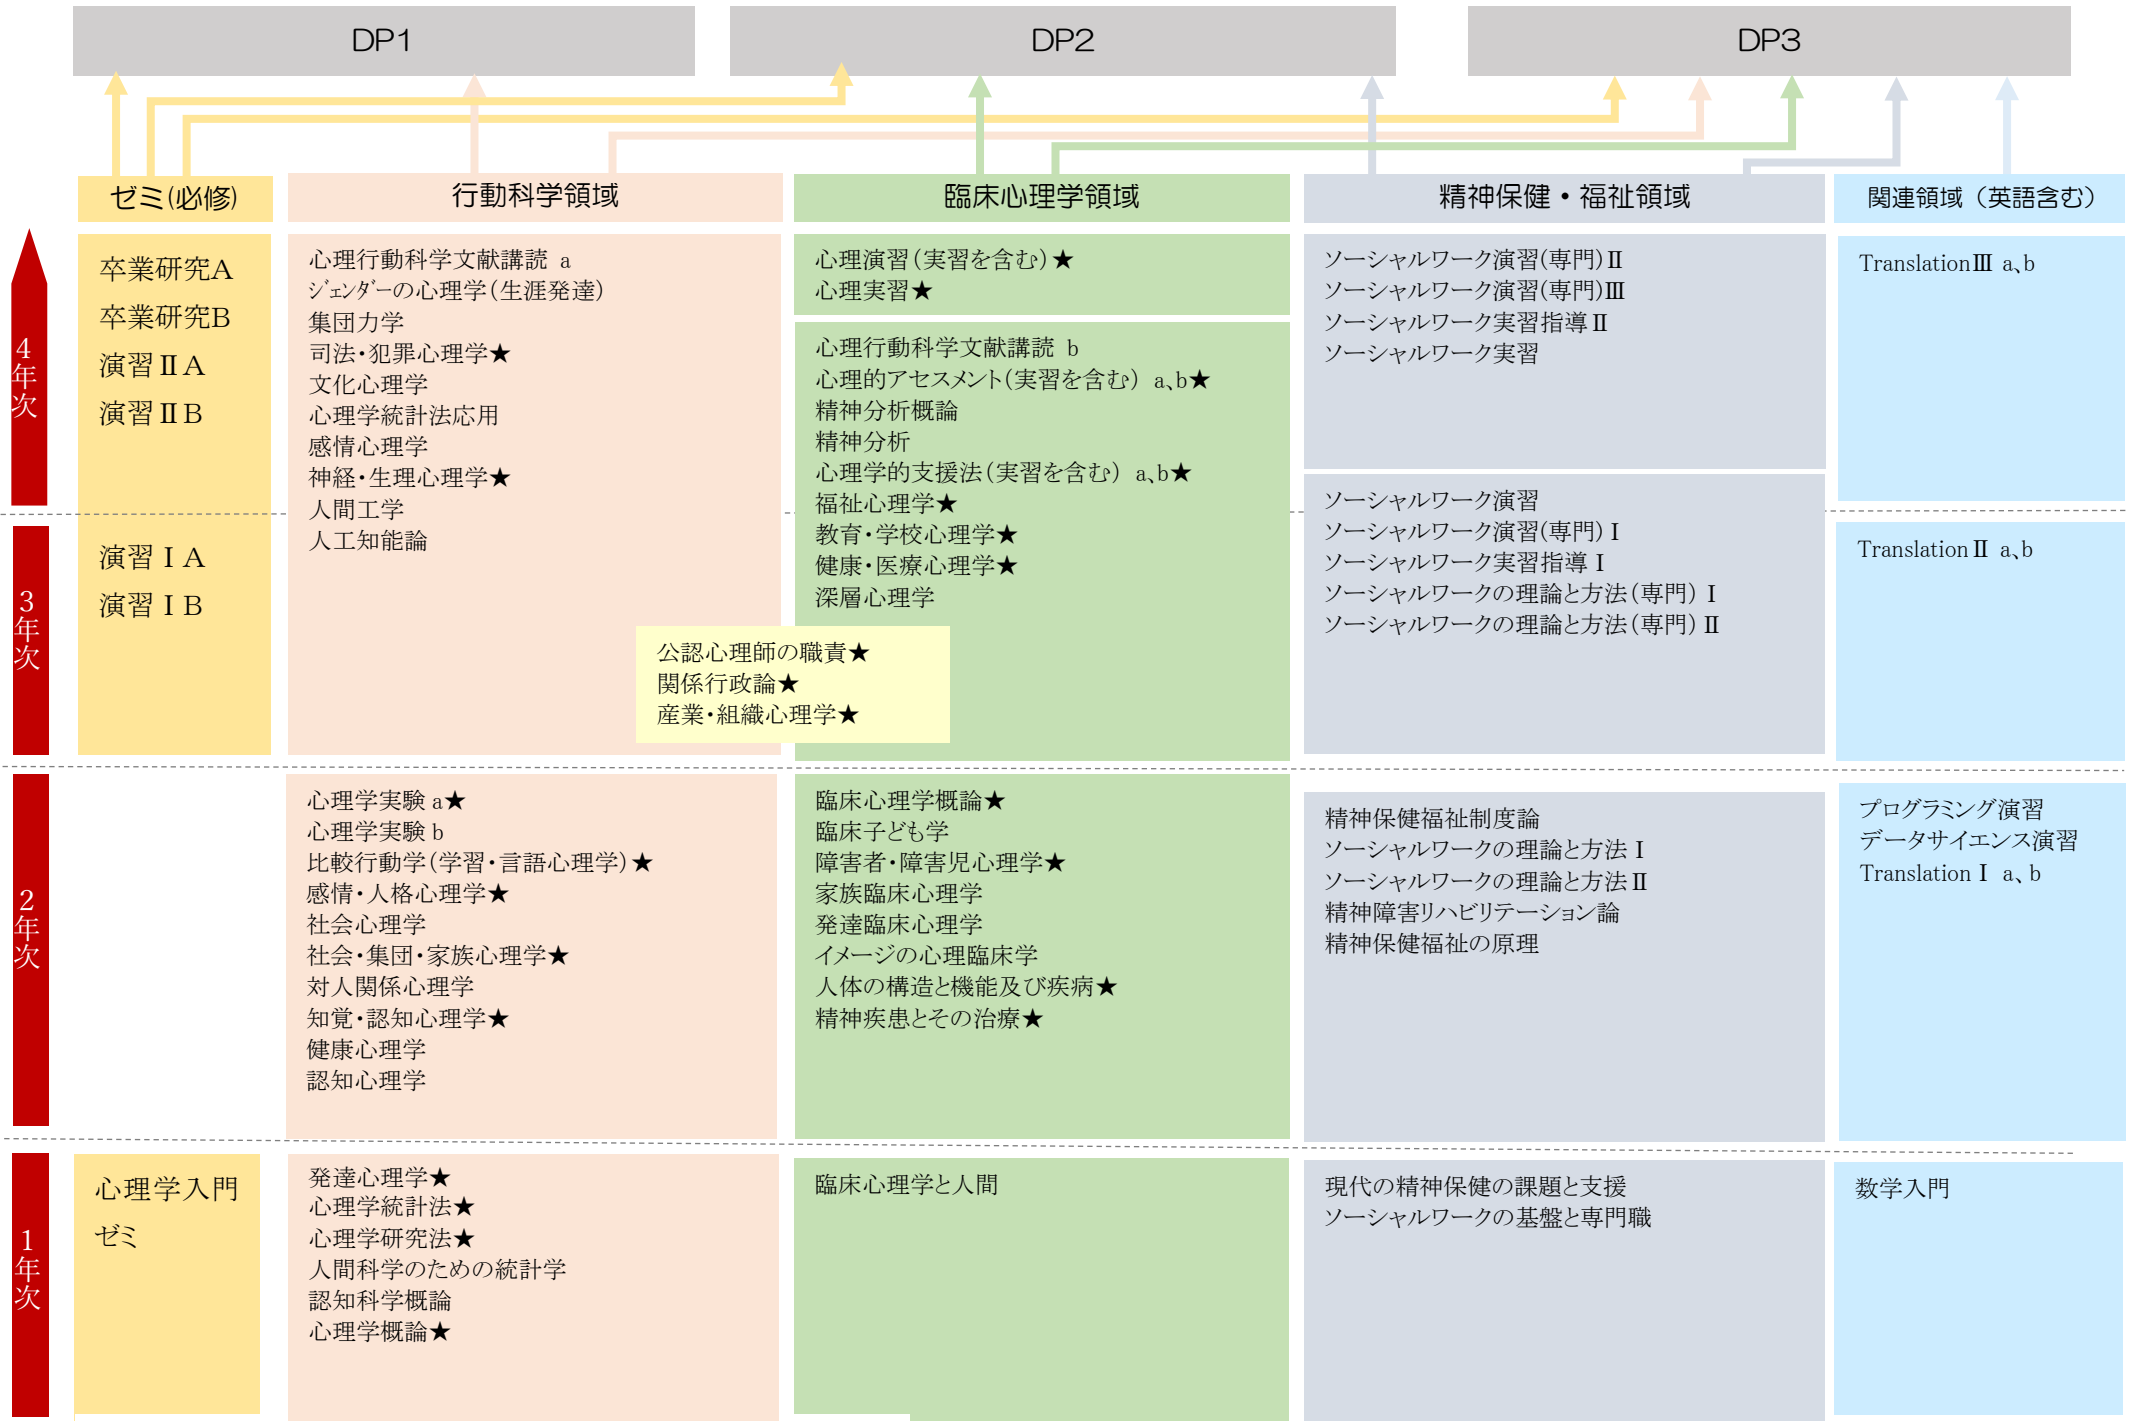 DP1
DP2
DP3
ゼミ(必修)
行動科学領域
臨床心理学領域
精神保健・福祉領域
関連領域（英語含む）
4年次
卒業研究A
卒業研究B
演習ⅡA
演習ⅡB
心理行動科学文献講読 a
ジェンダーの心理学（生涯発達）
集団力学
司法・犯罪心理学★
文化心理学
心理学統計法応用
感情心理学
神経・生理心理学★
人間工学
人工知能論
心理演習（実習を含む）★
心理実習★
心理行動科学文献講読 b
心理的アセスメント（実習を含む） a、b★
精神分析概論
精神分析
心理学的支援法（実習を含む） a、b★
福祉心理学★
教育・学校心理学★
健康・医療心理学★
深層心理学
ソーシャルワーク演習(専門)Ⅱ
ソーシャルワーク演習(専門)Ⅲ
ソーシャルワーク実習指導Ⅱ
ソーシャルワーク実習
TranslationⅢ a、b
3年次
演習ⅠA
演習ⅠB
公認心理師の職責★
関係行政論★
産業・組織心理学★
ソーシャルワーク演習
ソーシャルワーク演習(専門)Ⅰ
ソーシャルワーク実習指導Ⅰ
ソーシャルワークの理論と方法（専門）Ⅰ
ソーシャルワークの理論と方法（専門）Ⅱ
TranslationⅡ a、b
2年次
心理学実験 a★
心理学実験 b
比較行動学（学習・言語心理学）★
感情・人格心理学★
社会心理学
社会・集団・家族心理学★
対人関係心理学
知覚・認知心理学★
健康心理学
認知心理学
臨床心理学概論★
臨床子ども学
障害者・障害児心理学★
家族臨床心理学
発達臨床心理学
イメージの心理臨床学
人体の構造と機能及び疾病★
精神疾患とその治療★
精神保健福祉制度論
ソーシャルワークの理論と方法Ⅰ
ソーシャルワークの理論と方法Ⅱ
精神障害リハビリテーション論
精神保健福祉の原理
プログラミング演習
データサイエンス演習
TranslationⅠ a、b
1年次
心理学入門
ゼミ
発達心理学★
心理学統計法★
心理学研究法★
人間科学のための統計学
認知科学概論
心理学概論★
臨床心理学と人間
現代の精神保健の課題と支援
ソーシャルワークの基盤と専門職
数学入門